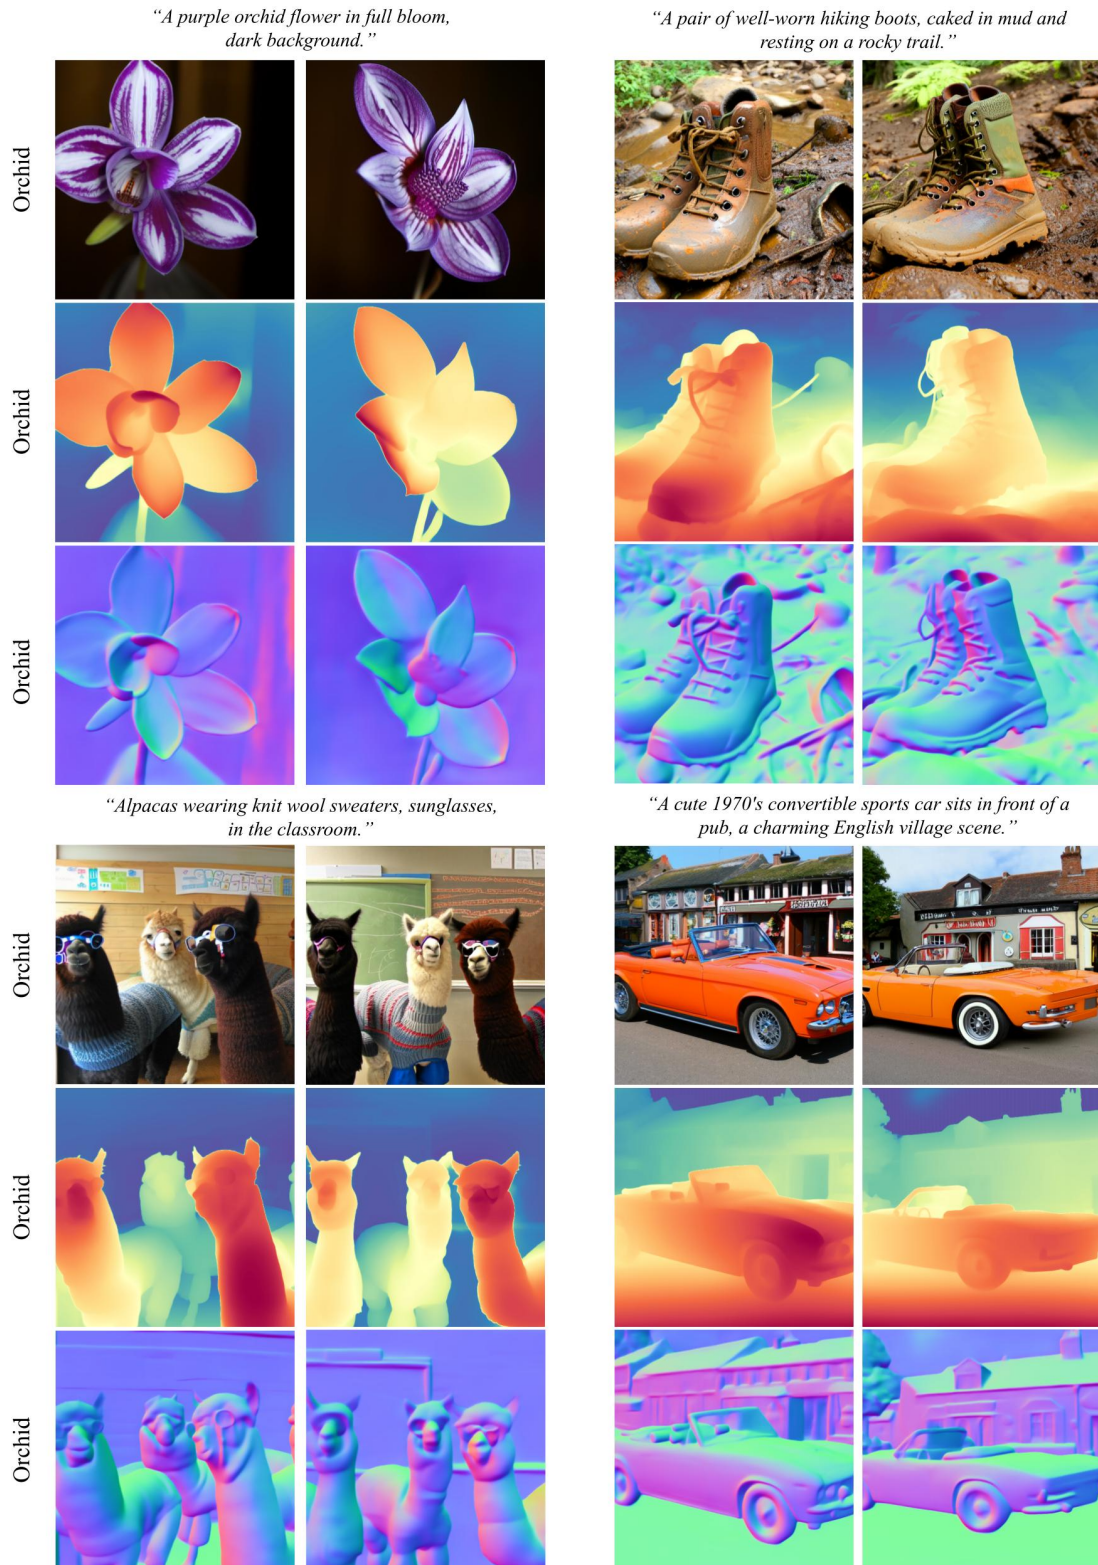 “A purple orchid flower in full bloom,
dark background.”
“A pair of well-worn hiking boots, caked in mud and
resting on a rocky trail.”
Orchid
Orchid
Orchid
“Alpacas wearing knit wool sweaters, sunglasses,
in the classroom.”
“A cute 1970's convertible sports car sits in front of a
pub, a charming English village scene.”
Orchid
Orchid
Orchid